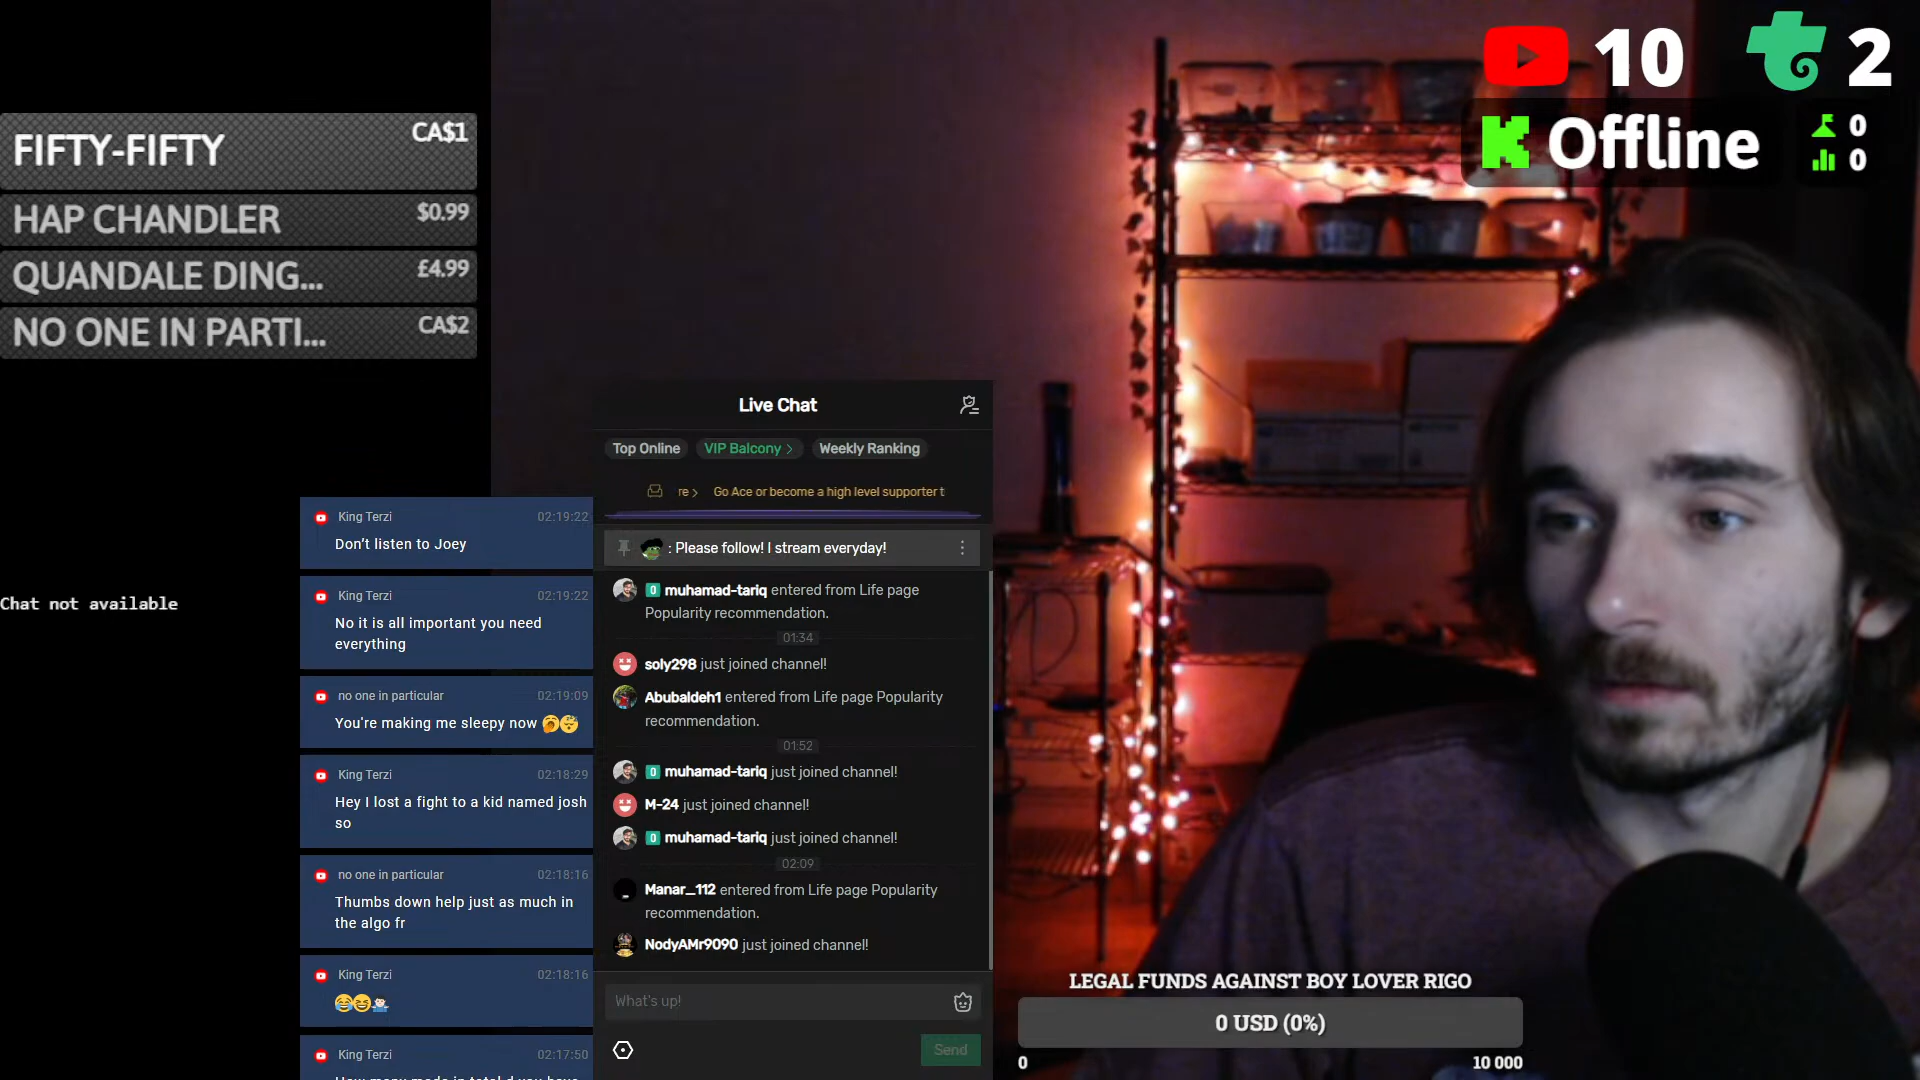 FIFTY-FIFTY CA$1
HAP CHANDLER $0.99
QUANDALE DING... £4.99
NO ONE IN PARTI... CA$2
Chat not available
King Terzi 02:19:22
Don't listen to Joey
King Terzi 02:19:22
No it is all important you need
everything
no one in particular 02:19:09
You're making me sleepy now 🥱😴
King Terzi 02:18:29
Hey I lost a fight to a kid named josh
so
no one in particular 02:18:16
Thumbs down help just as much in
the algo fr
King Terzi 02:18:16
King Terzi 02:17:50
Live Chat
Top Online VIP Balcony > Weekly Ranking
re > Go Ace or become a high level supporter t
: Please follow! I stream everyday!
0 muhamad-tariq entered from Life page
Popularity recommendation.
01:34
soly298 just joined channel!
Abubaldeh1 entered from Life page Popularity
recommendation.
01:52
0 muhamad-tariq just joined channel!
M-24 just joined channel!
0 muhamad-tariq just joined channel!
02:09
Manar_112 entered from Life page Popularity
recommendation.
NodyAMr9090 just joined channel!
What's up!
Send
10 2
K Offline 0
0
LEGAL FUNDS AGAINST BOY LOVER RIGO
0 USD (0%)
0 10 000